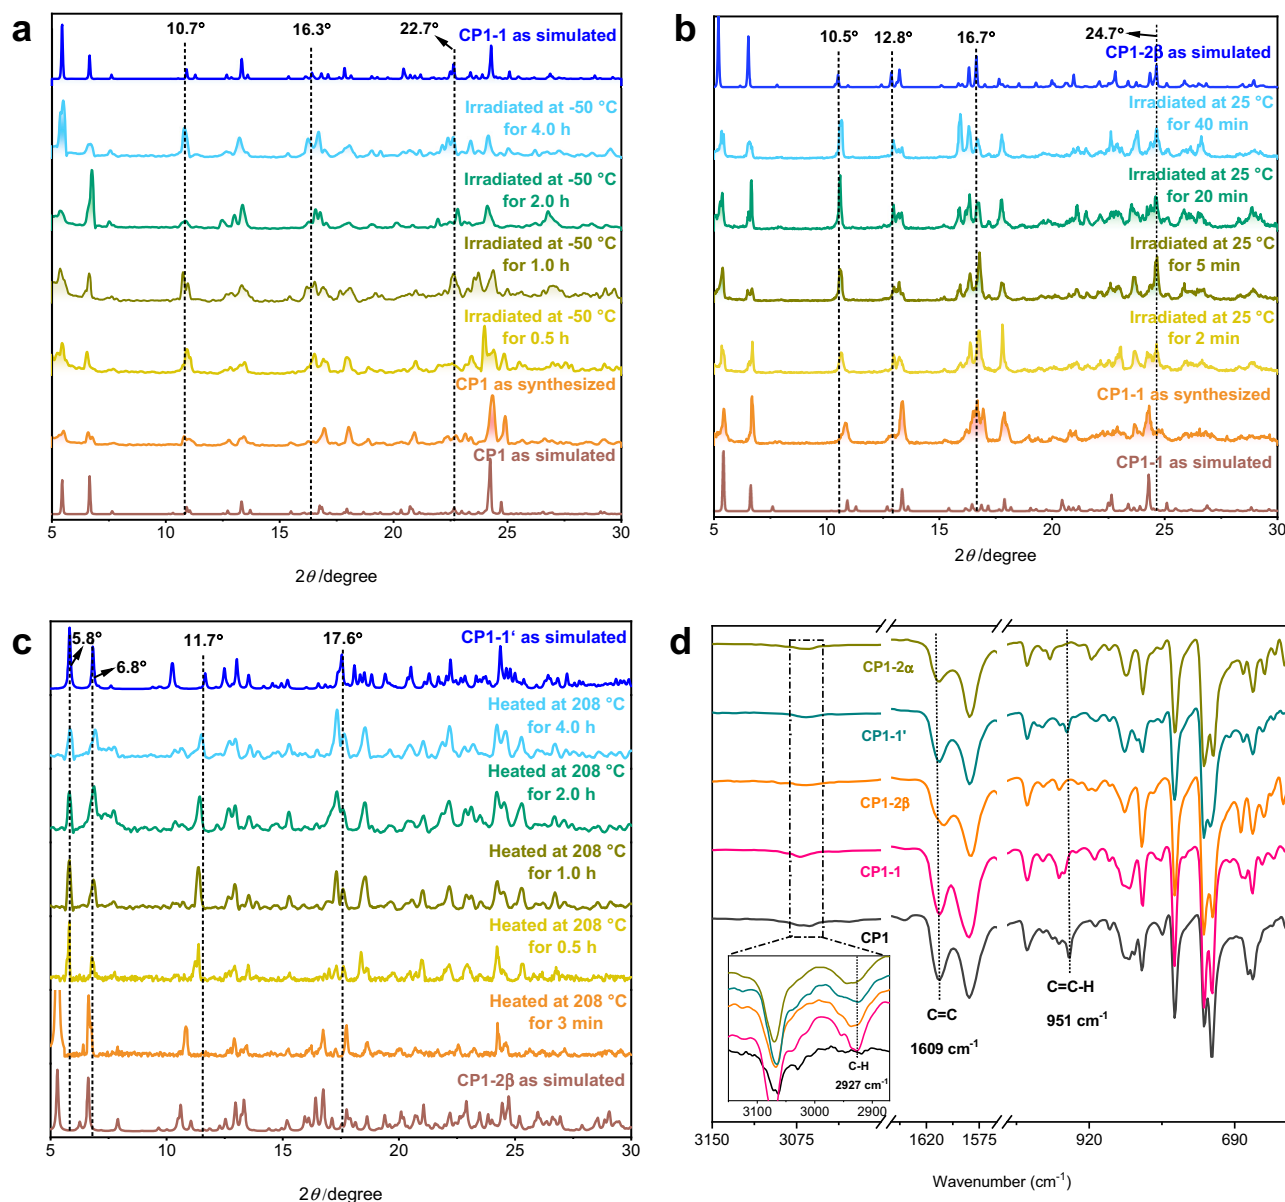 a
10.7°
16.3°
22.7°
CP1-1 as simulated
Irradiated at -50 °C
for 4.0 h
Irradiated at -50 °C
for 2.0 h
Irradiated at -50 °C
for 1.0 h
Irradiated at -50 °C
for 0.5 h
CP1 as synthesized
CP1 as simulated
5 10 15 20 25 30
2θ/degree
b
10.5°
12.8°
16.7°
24.7°
CP1-2β as simulated
Irradiated at 25 °C
for 40 min
Irradiated at 25 °C
for 20 min
Irradiated at 25 °C
for 5 min
Irradiated at 25 °C
for 2 min
CP1-1 as synthesized
CP1-1 as simulated
5 10 15 20 25 30
2θ/degree
c
5.8°
6.8°
11.7°
17.6°
CP1-1‘ as simulated
Heated at 208 °C
for 4.0 h
Heated at 208 °C
for 2.0 h
Heated at 208 °C
for 1.0 h
Heated at 208 °C
for 0.5 h
Heated at 208 °C
for 3 min
CP1-2β as simulated
5 10 15 20 25 30
2θ/degree
d
CP1-2α
CP1-1'
CP1-2β
CP1-1
CP1
C=C
1609 cm⁻¹
C=C-H
951 cm⁻¹
C-H
2927 cm⁻¹
3100 3000 2900
3150 3075 1620 1575 920 690
Wavenumber (cm⁻¹)